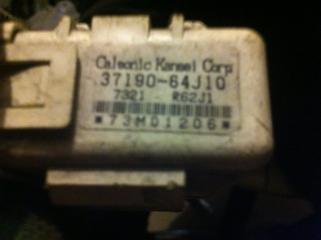 Calsonic Kansei Corp
37190-64J10
7321 R62J1
*73M01206*